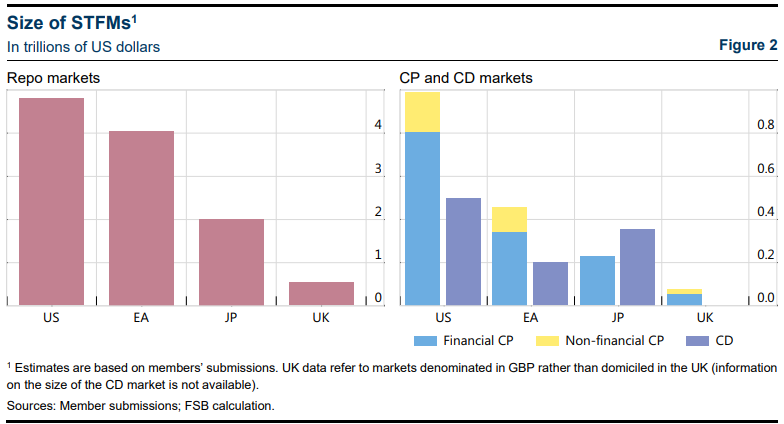 Size of STFMs¹
In trillions of US dollars
Figure 2
Repo markets
4
3
2
1
0
US EA JP UK
CP and CD markets
0.8
0.6
0.4
0.2
0.0
US EA JP UK
Financial CP Non-financial CP CD
¹ Estimates are based on members’ submissions. UK data refer to markets denominated in GBP rather than domiciled in the UK (information
on the size of the CD market is not available).
Sources: Member submissions; FSB calculation.